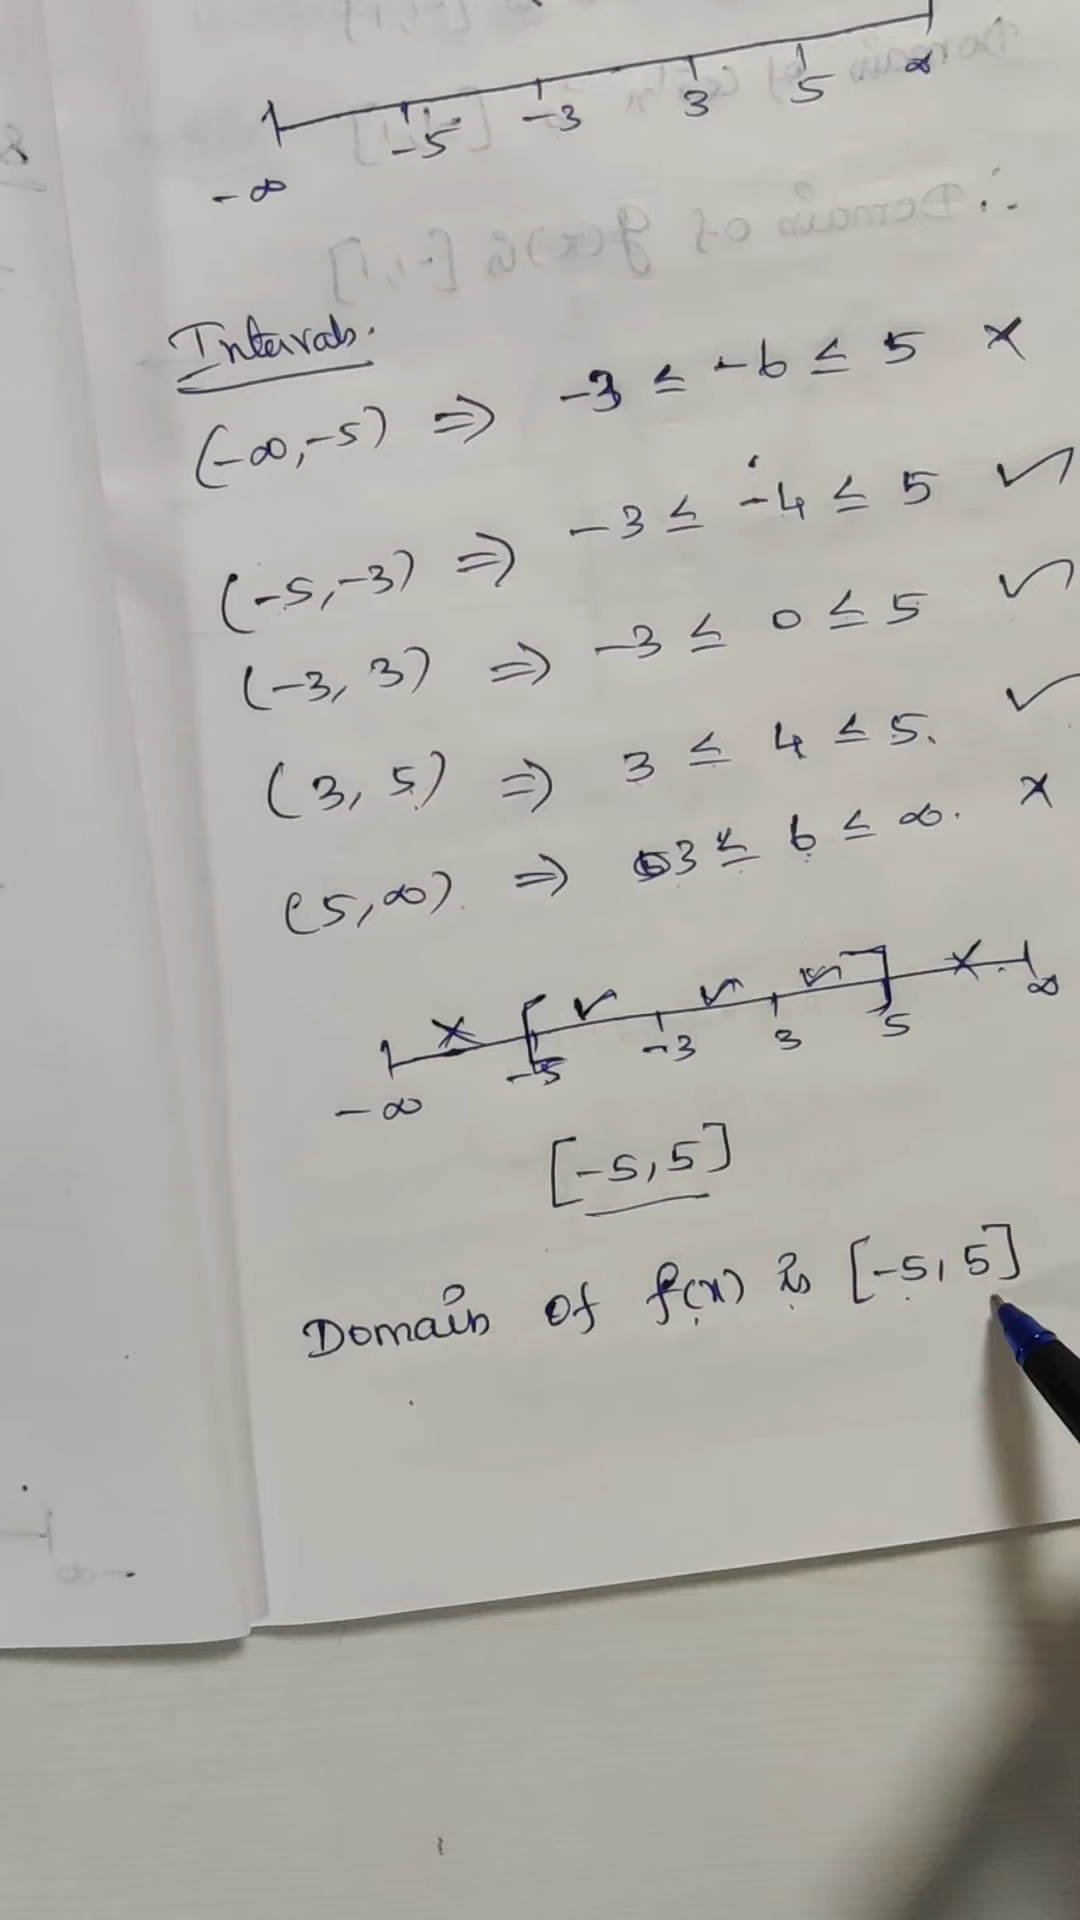 -5 -3 3 5 ∞
-∞
Intervals.
(-∞,-5) ⇒ -3 ≤ -6 ≤ 5 ×
(-5,-3) ⇒ -3 ≤ -4 ≤ 5 ✓
(-3, 3) ⇒ -3 ≤ 0 ≤ 5 ✓
(3, 5) ⇒ 3 ≤ 4 ≤ 5. ✓
(5,∞) ⇒ 3 ≤ 6 ≤ ∞. ×
× [ ✓ ✓ ✓ ] ×
-∞ -5 -3 3 5 ∞
[-5,5]
Domain of f(x) is [-5,5]